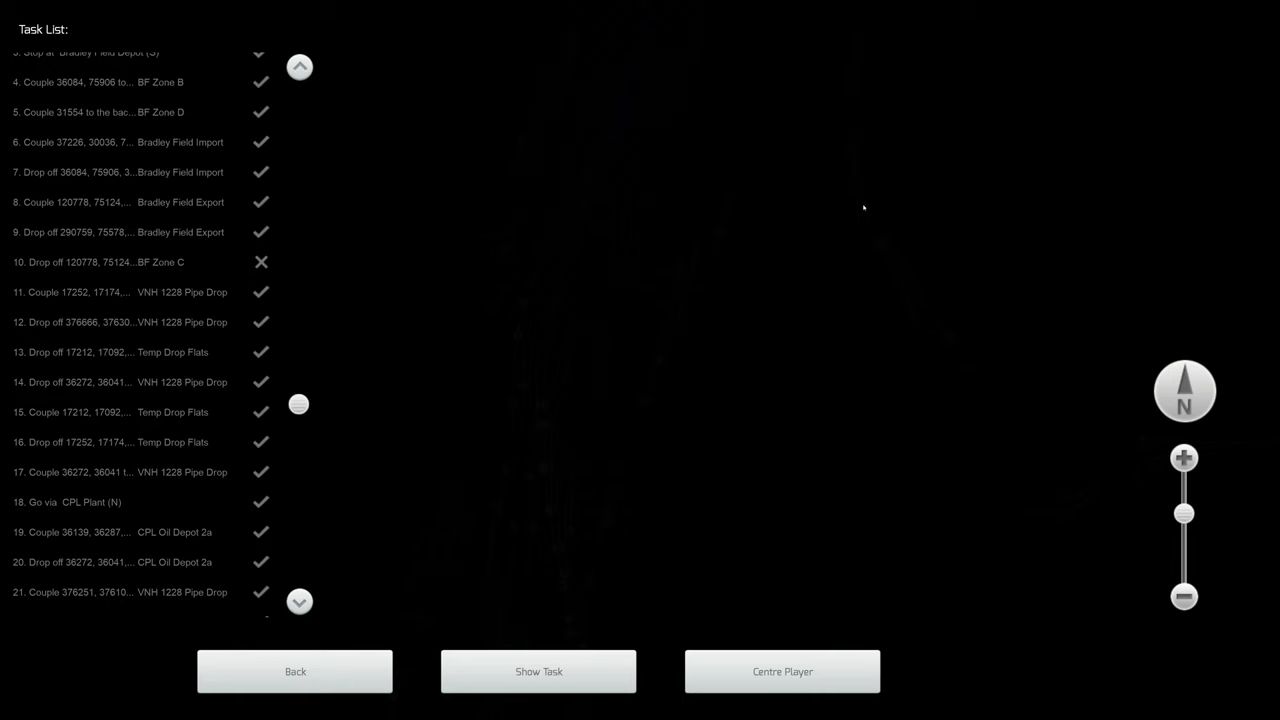 Task List:
3. Stop at Bradley Field Depot (S)
4. Couple 36084, 75906 to... BF Zone B
5. Couple 31554 to the bac... BF Zone D
6. Couple 37226, 30036, 7... Bradley Field Import
7. Drop off 36084, 75906, 3... Bradley Field Import
8. Couple 120778, 75124,... Bradley Field Export
9. Drop off 290759, 75578,... Bradley Field Export
10. Drop off 120778, 75124... BF Zone C
11. Couple 17252, 17174,... VNH 1228 Pipe Drop
12. Drop off 376666, 37630... VNH 1228 Pipe Drop
13. Drop off 17212, 17092,... Temp Drop Flats
14. Drop off 36272, 36041... VNH 1228 Pipe Drop
15. Couple 17212, 17092,... Temp Drop Flats
16. Drop off 17252, 17174,... Temp Drop Flats
17. Couple 36272, 36041 t... VNH 1228 Pipe Drop
18. Go via CPL Plant (N)
19. Couple 36139, 36287,... CPL Oil Depot 2a
20. Drop off 36272, 36041,... CPL Oil Depot 2a
21. Couple 376251, 37610... VNH 1228 Pipe Drop
N
Back
Show Task
Centre Player